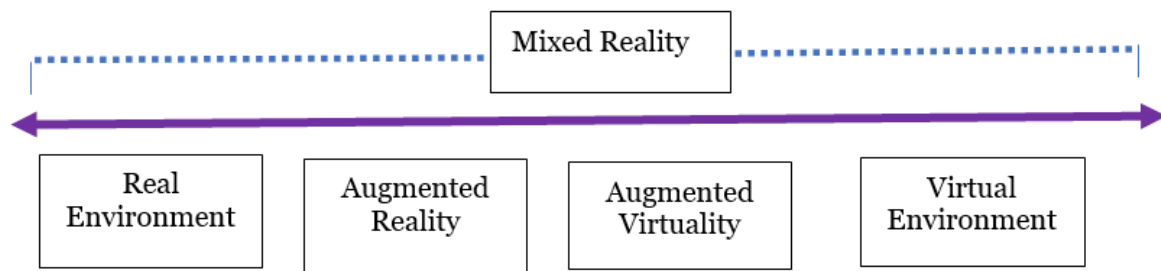 Mixed Reality
Real
Environment
Augmented
Reality
Augmented
Virtuality
Virtual
Environment